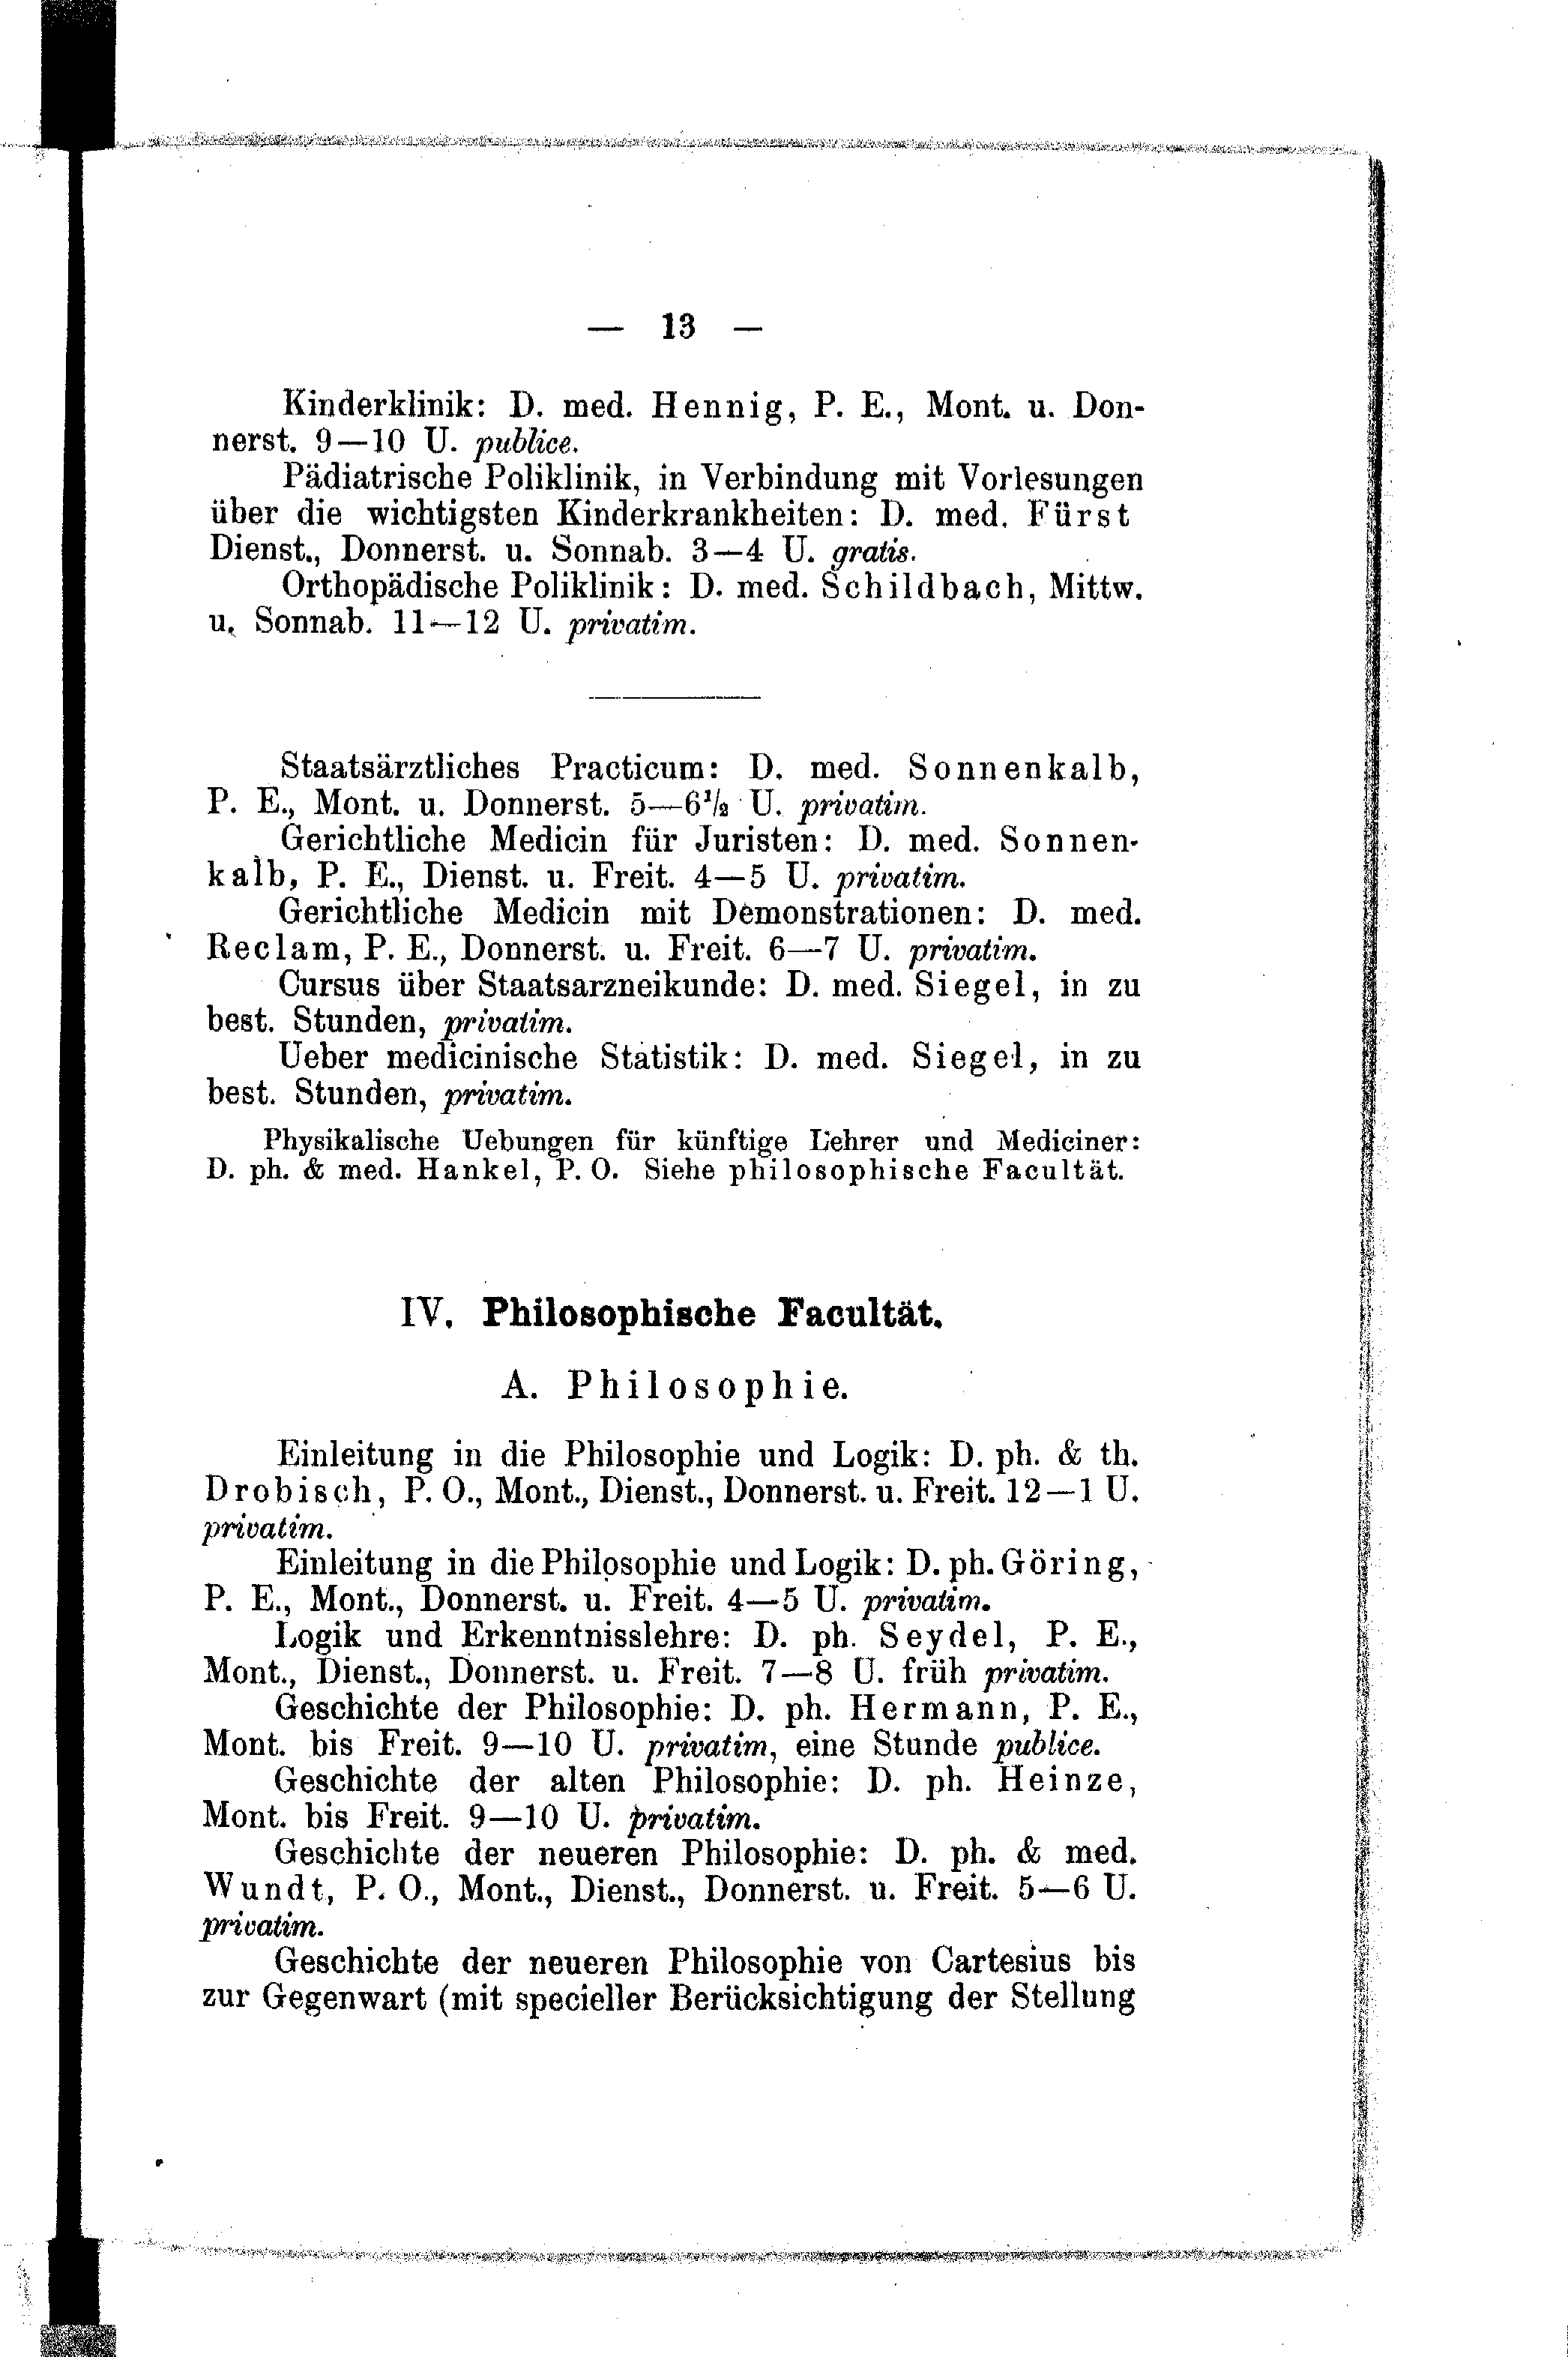 — 13 —
Kinderklinik: D. med. Hennig, P. E., Mont. u. Don-
nerst. 9—10 U. publice.
Pädiatrische Poliklinik, in Verbindung mit Vorlesungen
über die wichtigsten Kinderkrankheiten: D. med. Fürst
Dienst., Donnerst. u. Sonnab. 3—4 U. gratis.
Orthopädische Poliklinik: D. med. Schildbach, Mittw.
u. Sonnab. 11—12 U. privatim.
Staatsärztliches Practicum: D. med. Sonnenkalb,
P. E., Mont. u. Donnerst. 5—6½ U. privatim.
Gerichtliche Medicin für Juristen: D. med. Sonnen-
kalb, P. E., Dienst. u. Freit. 4—5 U. privatim.
Gerichtliche Medicin mit Demonstrationen: D. med.
Reclam, P. E., Donnerst. u. Freit. 6—7 U. privatim.
Cursus über Staatsarzneikunde: D. med. Siegel, in zu
best. Stunden, privatim.
Ueber medicinische Statistik: D. med. Siegel, in zu
best. Stunden, privatim.
Physikalische Uebungen für künftige Lehrer und Mediciner:
D. ph. & med. Hankel, P. O. Siehe philosophische Facultät.
IV. Philosophische Facultät.
A. Philosophie.
Einleitung in die Philosophie und Logik: D. ph. & th.
Drobisch, P. O., Mont., Dienst., Donnerst. u. Freit. 12—1 U.
privatim.
Einleitung in die Philosophie und Logik: D. ph. Göring,
P. E., Mont., Donnerst. u. Freit. 4—5 U. privatim.
Logik und Erkenntnisslehre: D. ph. Seydel, P. E.,
Mont., Dienst., Donnerst. u. Freit. 7—8 U. früh privatim.
Geschichte der Philosophie: D. ph. Hermann, P. E.,
Mont. bis Freit. 9—10 U. privatim, eine Stunde publice.
Geschichte der alten Philosophie: D. ph. Heinze,
Mont. bis Freit. 9—10 U. privatim.
Geschichte der neueren Philosophie: D. ph. & med.
Wundt, P. O., Mont., Dienst., Donnerst. u. Freit. 5—6 U.
privatim.
Geschichte der neueren Philosophie von Cartesius bis
zur Gegenwart (mit specieller Berücksichtigung der Stellung